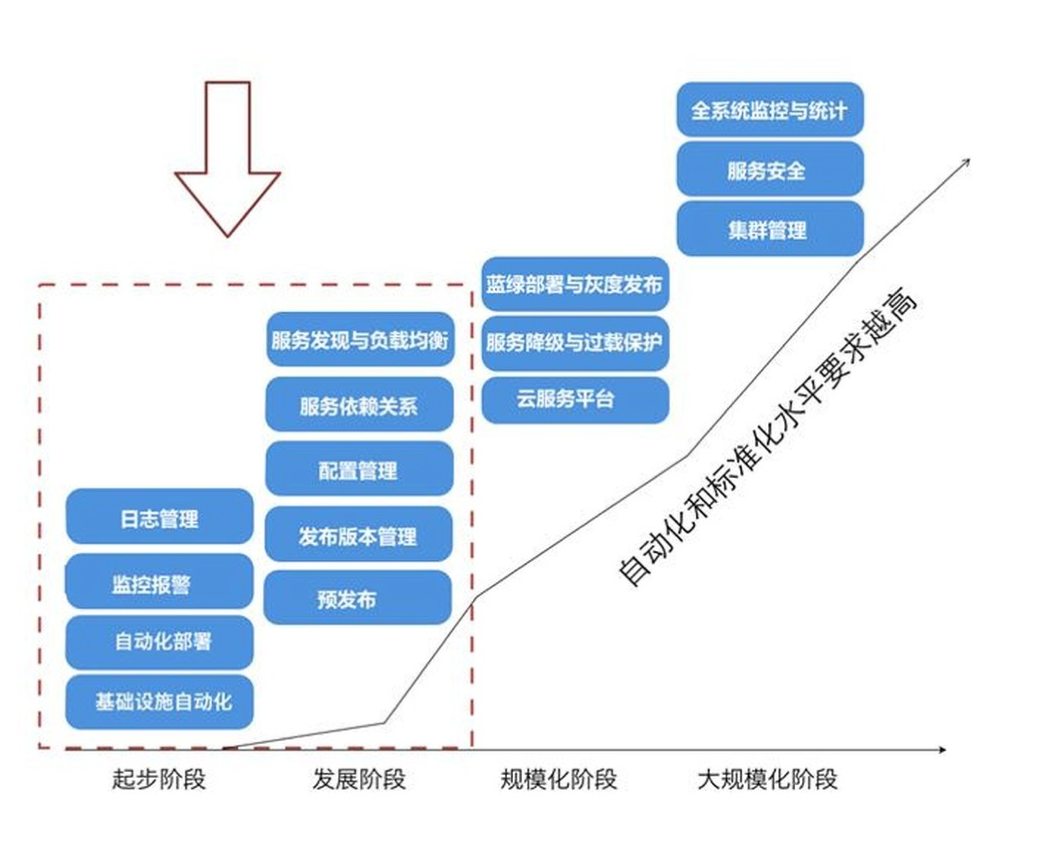 全系统监控与统计
服务安全
集群管理
蓝绿部署与灰度发布
服务降级与过载保护
云服务平台
服务发现与负载均衡
服务依赖关系
配置管理
发布版本管理
预发布
日志管理
监控报警
自动化部署
基础设施自动化
自动化和标准化水平要求越高
起步阶段
发展阶段
规模化阶段
大规模化阶段